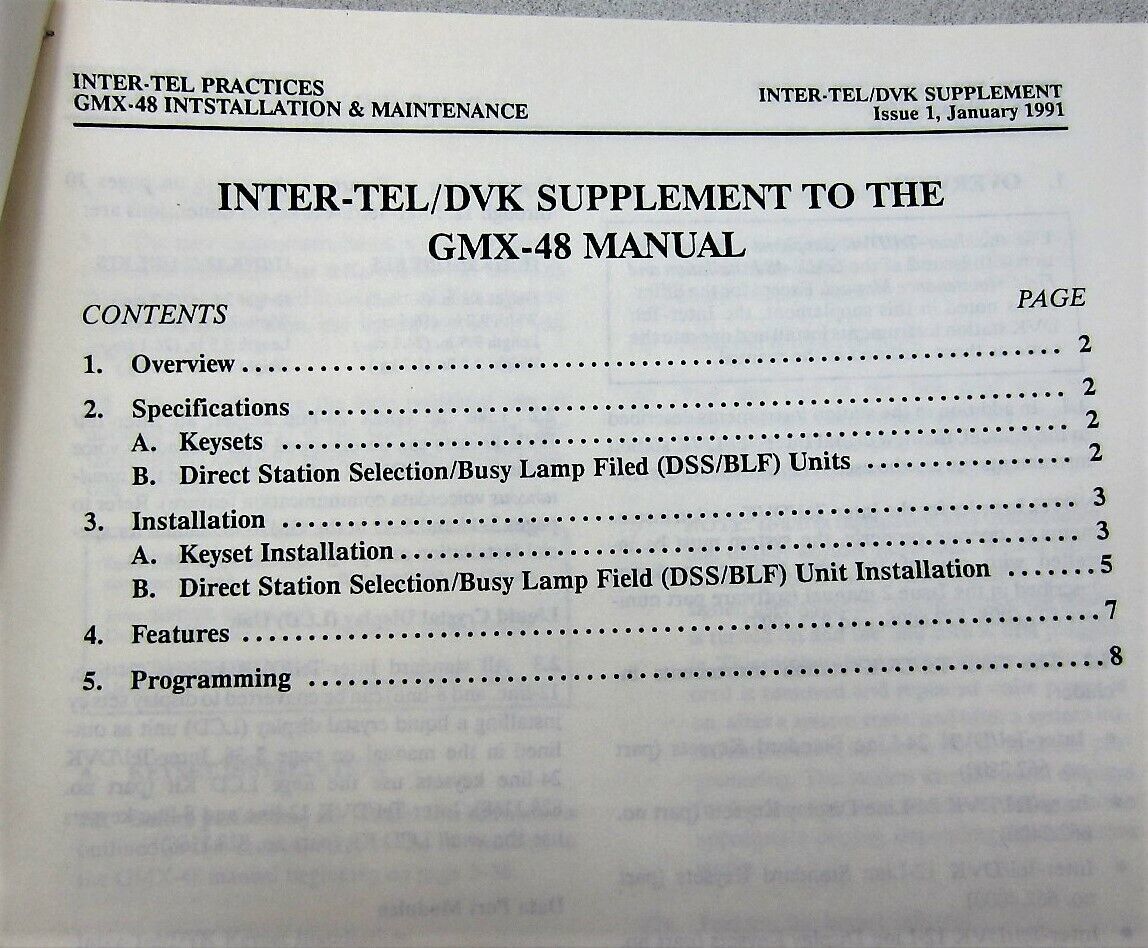 INTER-TEL PRACTICES
GMX-48 INTSTALLATION & MAINTENANCE
INTER-TEL/DVK SUPPLEMENT
Issue 1, January 1991
INTER-TEL/DVK SUPPLEMENT TO THE
GMX-48 MANUAL
CONTENTS PAGE
1. Overview 2
2. Specifications 2
A. Keysets 2
B. Direct Station Selection/Busy Lamp Filed (DSS/BLF) Units 2
3. Installation 3
A. Keyset Installation 3
B. Direct Station Selection/Busy Lamp Field (DSS/BLF) Unit Installation 5
4. Features 7
5. Programming 8